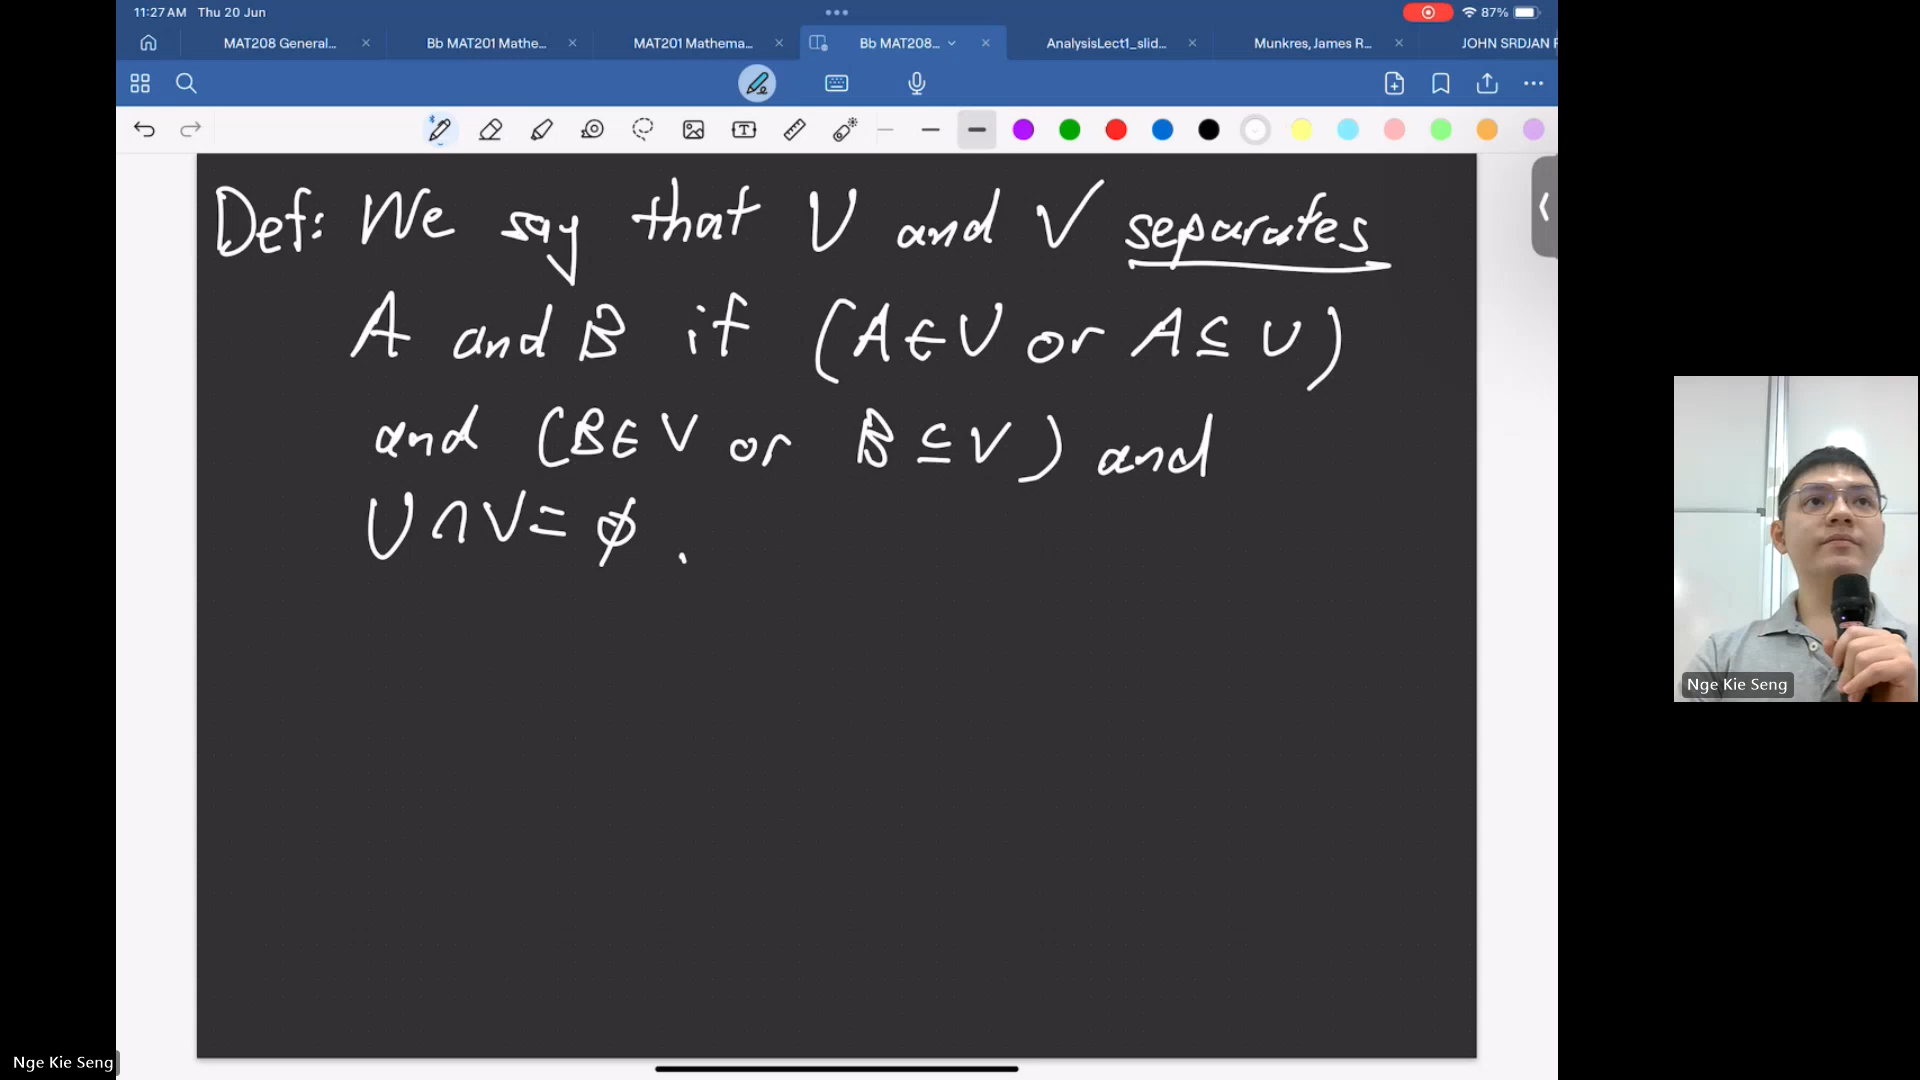 11:27 AM Thu 20 Jun
87%
MAT208 General...
Bb MAT201 Mathe...
MAT201 Mathema...
Bb MAT208...
AnalysisLect1_slid...
Munkres, James R...
JOHN SRDJAN P
Def: We say that U and V separates
A and B if (A ∈ U or A ⊆ U)
and (B ∈ V or B ⊆ V) and
U ∩ V = ϕ .
Nge Kie Seng
Nge Kie Seng